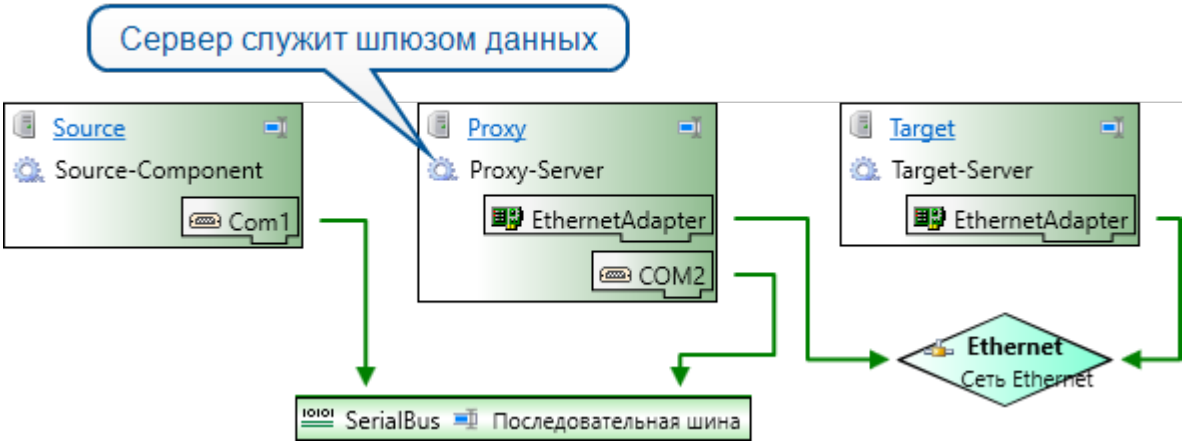 Сервер служит шлюзом данных
Source
Source-Component
Com1
Proxy
Proxy-Server
EthernetAdapter
COM2
Target
Target-Server
EthernetAdapter
Ethernet
Сеть Ethernet
10101 SerialBus Последовательная шина